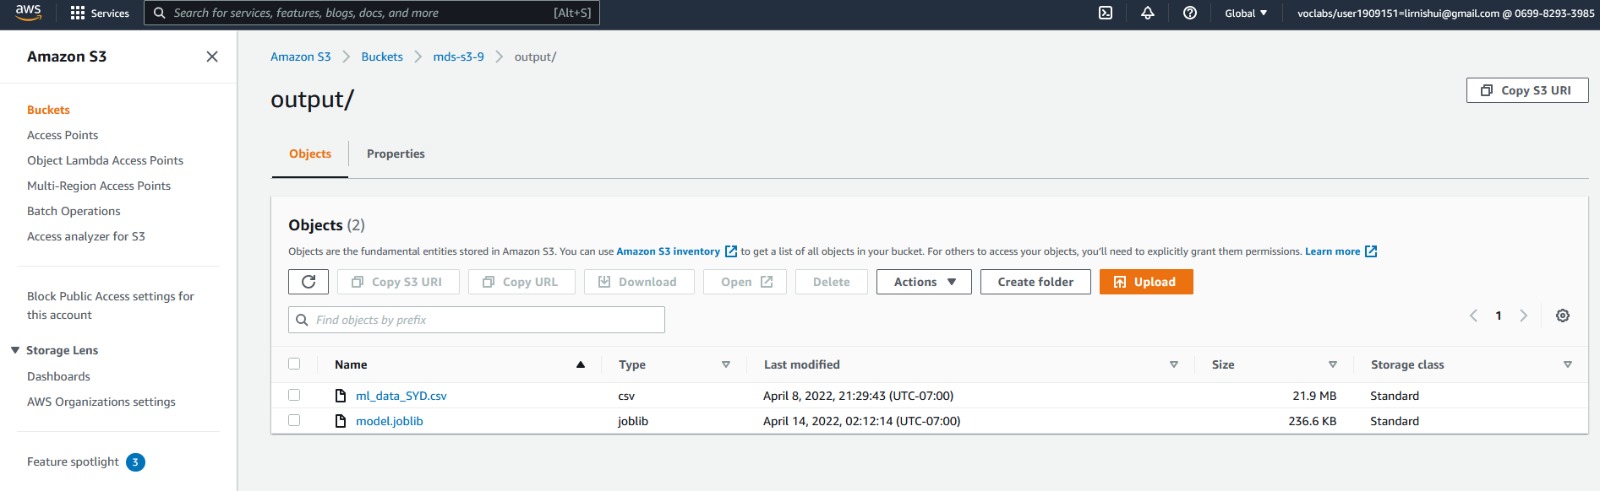 aws Services Search for services, features, blogs, docs, and more [Alt+S] Global voclabs/user1909151=lirnishui@gmail.com @ 0699-8293-3985
Amazon S3
Buckets
Access Points
Object Lambda Access Points
Multi-Region Access Points
Batch Operations
Access analyzer for S3
Block Public Access settings for
this account
Storage Lens
Dashboards
AWS Organizations settings
Feature spotlight 3
Amazon S3 Buckets mds-s3-9 output/
output/
Copy S3 URI
Objects Properties
Objects (2)
Objects are the fundamental entities stored in Amazon S3. You can use Amazon S3 inventory to get a list of all objects in your bucket. For others to access your objects, you'll need to explicitly grant them permissions. Learn more
Copy S3 URI Copy URL Download Open Delete Actions Create folder Upload
Find objects by prefix
1
Name Type Last modified Size Storage class
ml_data_SYD.csv csv April 8, 2022, 21:29:43 (UTC-07:00) 21.9 MB Standard
model.joblib joblib April 14, 2022, 02:12:14 (UTC-07:00) 236.6 KB Standard